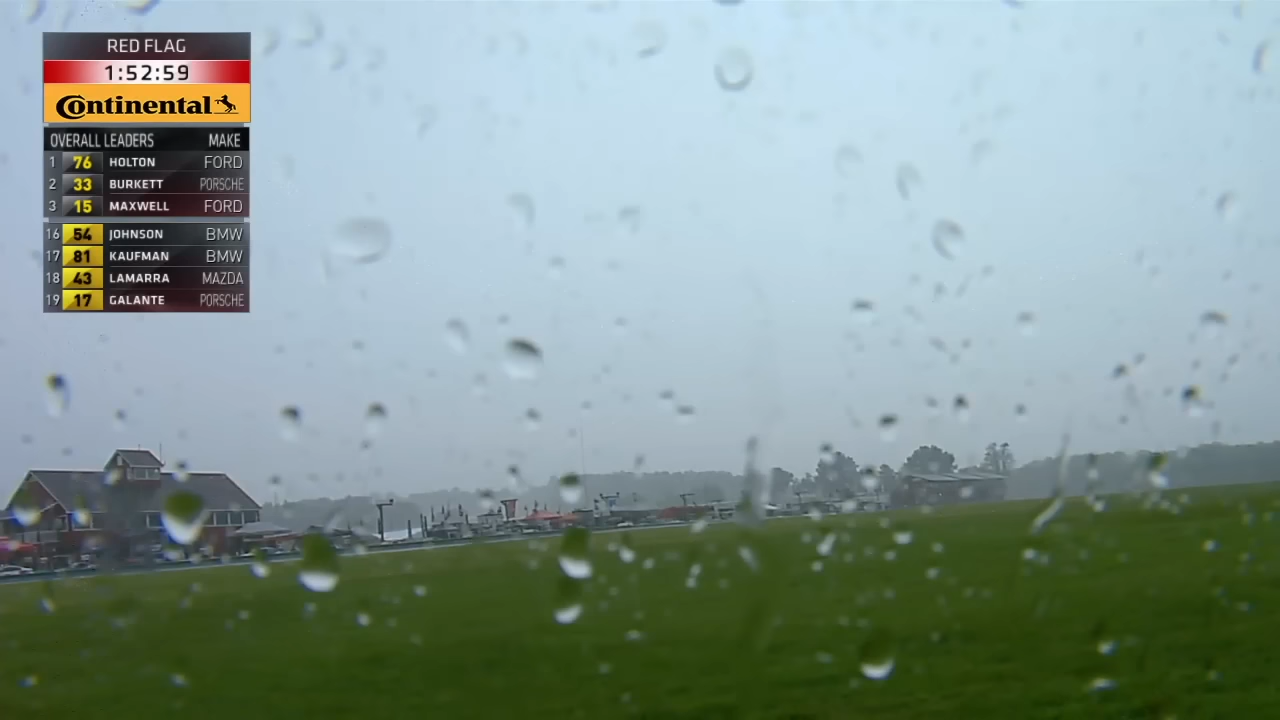 RED FLAG
1:52:59
Continental
OVERALL LEADERS MAKE
1 76 HOLTON FORD
2 33 BURKETT PORSCHE
3 15 MAXWELL FORD
16 54 JOHNSON BMW
17 81 KAUFMAN BMW
18 43 LAMARRA MAZDA
19 17 GALANTE PORSCHE